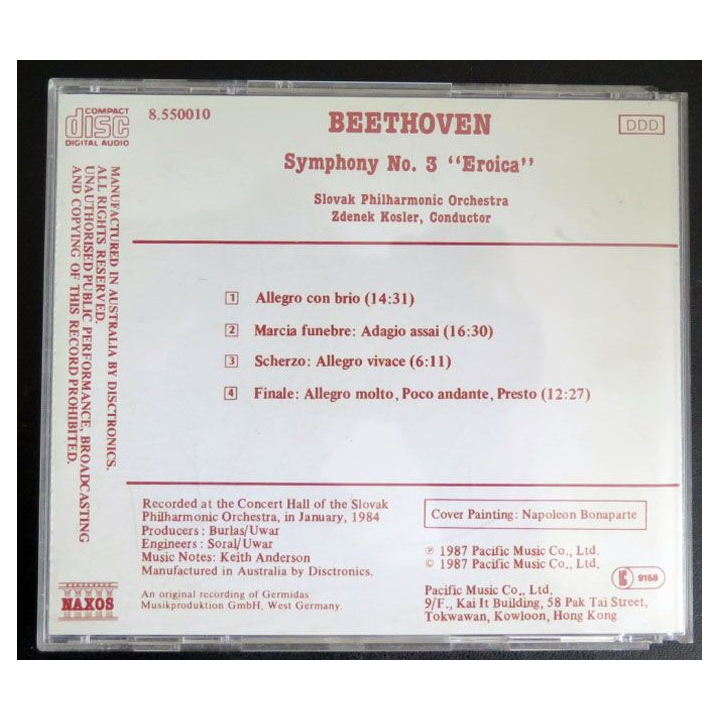 COMPACT
disc
DIGITAL AUDIO
8.550010
BEETHOVEN
DDD
Symphony No. 3 "Eroica"
Slovak Philharmonic Orchestra
Zdenek Kosler, Conductor
MANUFACTURED IN AUSTRALIA BY DISCTRONICS.
ALL RIGHTS RESERVED.
UNAUTHORISED PUBLIC PERFORMANCE, BROADCASTING
AND COPYING OF THIS RECORD PROHIBITED.
1 Allegro con brio (14:31)
2 Marcia funebre: Adagio assai (16:30)
3 Scherzo: Allegro vivace (6:11)
4 Finale: Allegro molto, Poco andante, Presto (12:27)
Recorded at the Concert Hall of the Slovak
Philharmonic Orchestra, in January, 1984
Producers : Burlas/Uwar
Engineers : Soral/Uwar
Music Notes: Keith Anderson
Manufactured in Australia by Disctronics.
An original recording of Germidas
Musikproduktion GmbH, West Germany.
NAXOS
Cover Painting: Napoleon Bonaparte
℗ 1987 Pacific Music Co., Ltd.
© 1987 Pacific Music Co., Ltd.
9158
Pacific Music Co., Ltd.
9/F., Kai It Building, 58 Pak Tai Street,
Tokwawan, Kowloon, Hong Kong